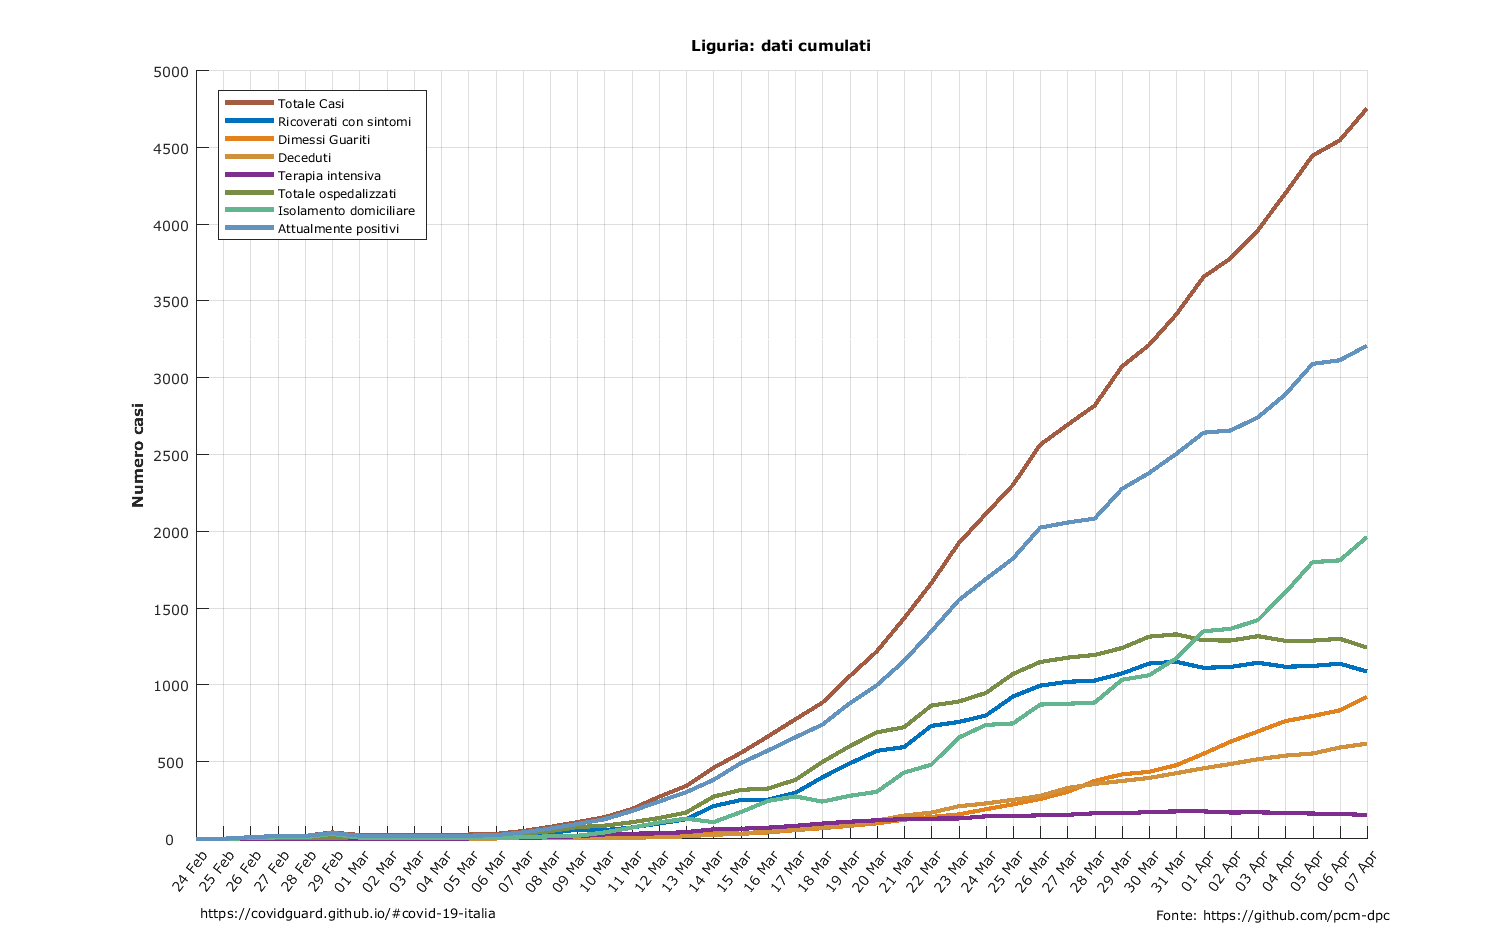 Liguria: dati cumulati
5000
4500
4000
3500
3000
2500
2000
1500
1000
500
0
Numero casi
Totale Casi
Ricoverati con sintomi
Dimessi Guariti
Deceduti
Terapia intensiva
Totale ospedalizzati
Isolamento domiciliare
Attualmente positivi
24 Feb
25 Feb
26 Feb
27 Feb
28 Feb
29 Feb
01 Mar
02 Mar
03 Mar
04 Mar
05 Mar
06 Mar
07 Mar
08 Mar
09 Mar
10 Mar
11 Mar
12 Mar
13 Mar
14 Mar
15 Mar
16 Mar
17 Mar
18 Mar
19 Mar
20 Mar
21 Mar
22 Mar
23 Mar
24 Mar
25 Mar
26 Mar
27 Mar
28 Mar
29 Mar
30 Mar
31 Mar
01 Apr
02 Apr
03 Apr
04 Apr
05 Apr
06 Apr
07 Apr
https://covidguard.github.io/#covid-19-italia
Fonte: https://github.com/pcm-dpc